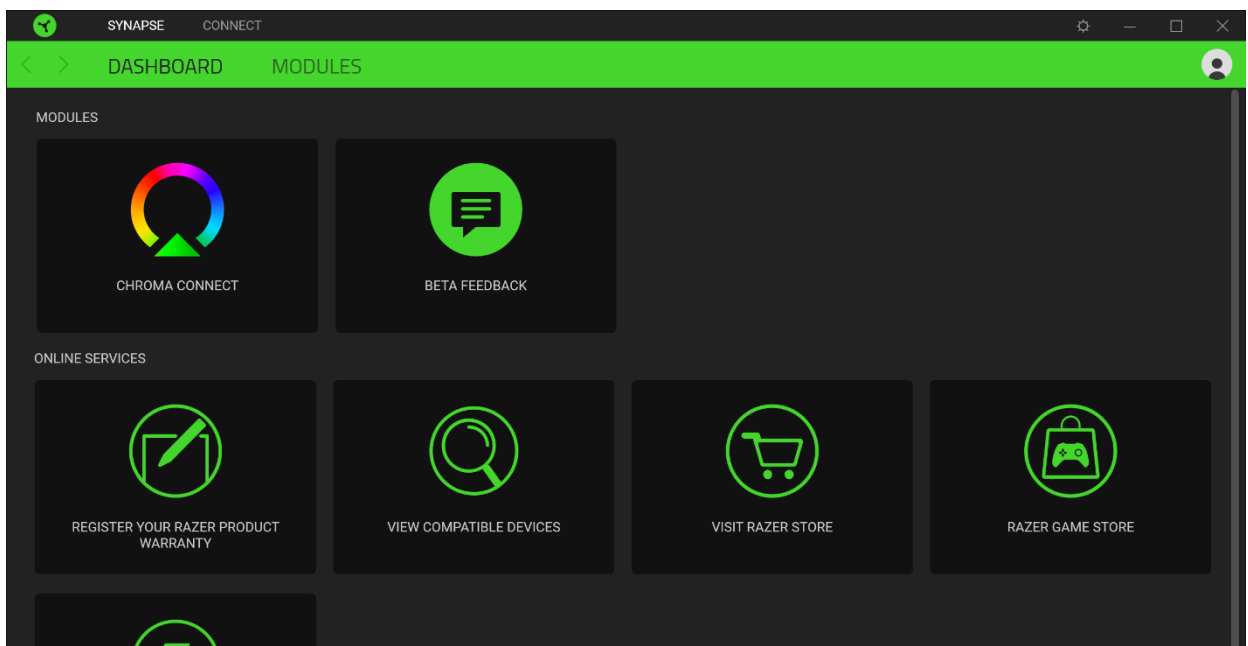 SYNAPSE CONNECT
DASHBOARD MODULES
MODULES
CHROMA CONNECT
BETA FEEDBACK
ONLINE SERVICES
REGISTER YOUR RAZER PRODUCT
WARRANTY
VIEW COMPATIBLE DEVICES
VISIT RAZER STORE
RAZER GAME STORE